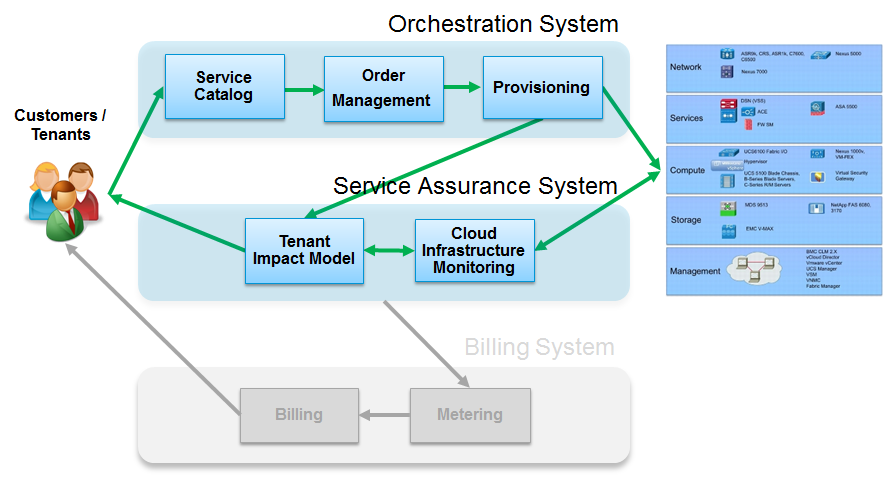 Orchestration System
Service
Catalog
Order
Management
Provisioning
Customers /
Tenants
Service Assurance System
Tenant
Impact Model
Cloud
Infrastructure
Monitoring
Billing System
Billing
Metering
Network
ASR9k, CRS, ASR1k, C7600,
C6500
Nexus 5000
Nexus 7000
Services
DSN (VSS)
ACE
FW SM
ASA 5500
Compute
UCS6100 Fabric I/O
Hypervisor
UCS 5100 Blade Chassis,
B-Series Blade Servers,
C-Series R/M Servers
Nexus 1000v,
VM-FEX
Virtual Security
Gateway
Storage
MDS 9513
NetApp FAS 6080,
3170
EMC V-MAX
Management
BMC CLM 2.X
vCloud Director
Vmware vCenter
UCS Manager
VSM
VNMC
Fabric Manager